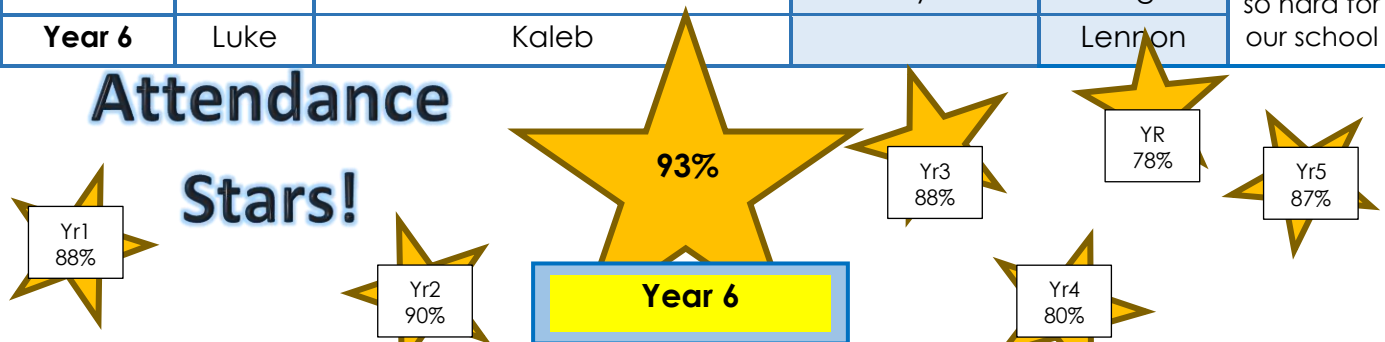 so hard for
Year 6 Luke Kaleb Lennon our school
Attendance
Stars!
93%
YR
78%
Yr3
88%
Yr5
87%
Yr1
88%
Yr2
90%
Year 6
Yr4
80%